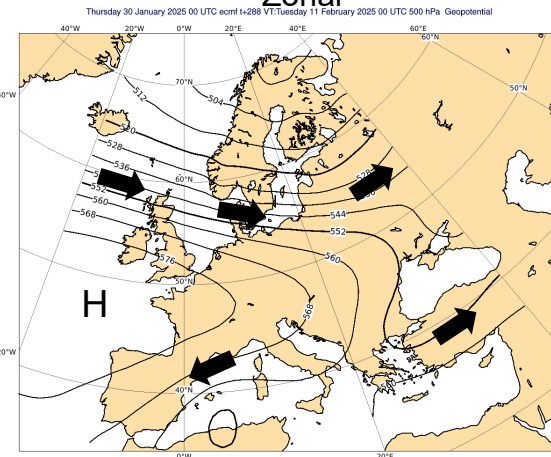 Zonal
Thursday 30 January 2025 00 UTC ecmf t+288 VT:Tuesday 11 February 2025 00 UTC 500 hPa Geopotential
40°W 20°W 0°W 20°E 40°E 60°E
60°N
70°N
50°N
512
504
520
528
536
552
560
568
60°N
528
544
552
560
576
50°N
568
H
20°W
40°N
0°W 20°E